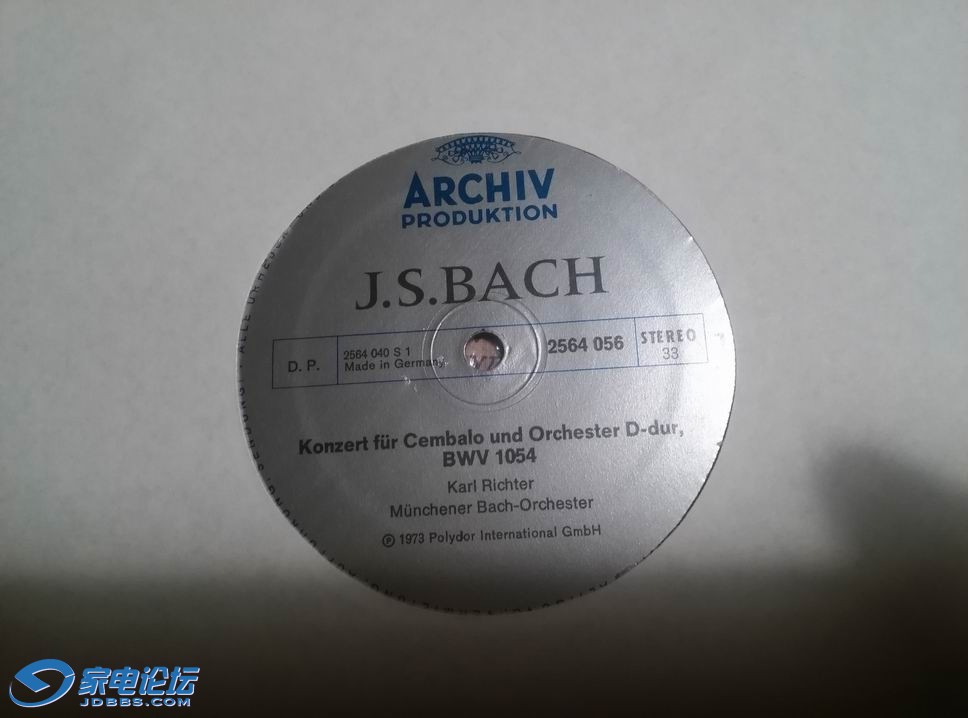 ARCHIV
PRODUKTION
J.S.BACH
D. P.
2564 040 S 1
Made in Germany
2564 056
STEREO
33
Konzert für Cembalo und Orchester D-dur,
BWV 1054
Karl Richter
Münchener Bach-Orchester
℗ 1973 Polydor International GmbH
家电论坛
JDBBS.COM